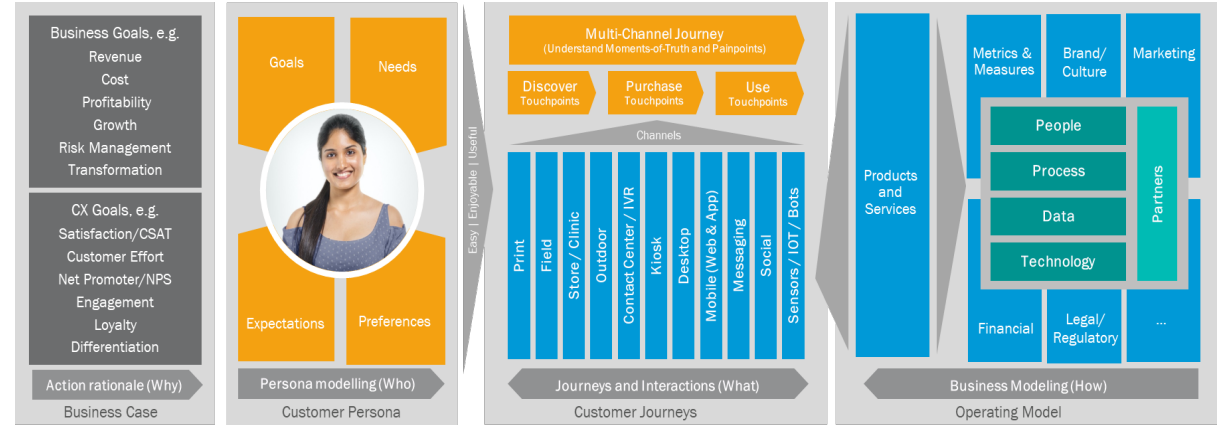 Business Goals, e.g.
Revenue
Cost
Profitability
Growth
Risk Management
Transformation
CX Goals, e.g.
Satisfaction/CSAT
Customer Effort
Net Promoter/NPS
Engagement
Loyalty
Differentiation
Action rationale (Why)
Business Case
Goals
Needs
Expectations
Preferences
Persona modelling (Who)
Customer Persona
Easy | Enjoyable | Useful
Multi-Channel Journey
(Understand Moments-of-Truth and Painpoints)
Discover
Touchpoints
Purchase
Touchpoints
Use
Touchpoints
Channels
Print
Field
Store / Clinic
Outdoor
Contact Center / IVR
Kiosk
Desktop
Mobile (Web & App)
Messaging
Social
Sensors / IOT / Bots
Journeys and Interactions (What)
Customer Journeys
Products
and
Services
Metrics &
Measures
Brand/
Culture
Marketing
People
Process
Data
Technology
Partners
Financial
Legal/
Regulatory
...
Business Modeling (How)
Operating Model